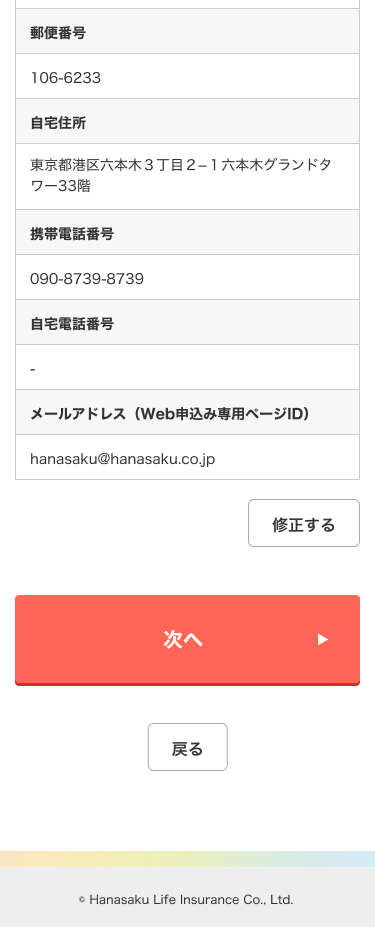 郵便番号
106-6233
自宅住所
東京都港区六本木３丁目２−１六本木グランドタ
ワー33階
携帯電話番号
090-8739-8739
自宅電話番号
-
メールアドレス（Web申込み専用ページID）
hanasaku@hanasaku.co.jp
修正する
次へ
戻る
© Hanasaku Life Insurance Co., Ltd.